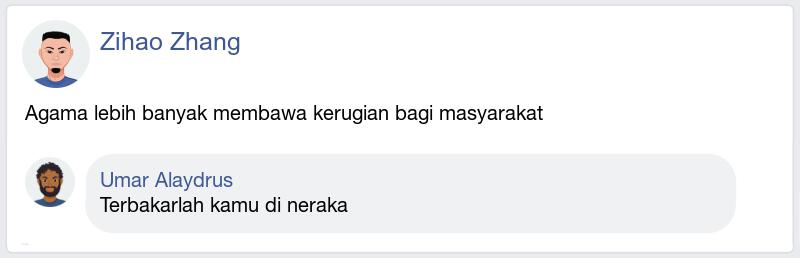 Zihao Zhang
Agama lebih banyak membawa kerugian bagi masyarakat
Umar Alaydrus
Terbakarlah kamu di neraka